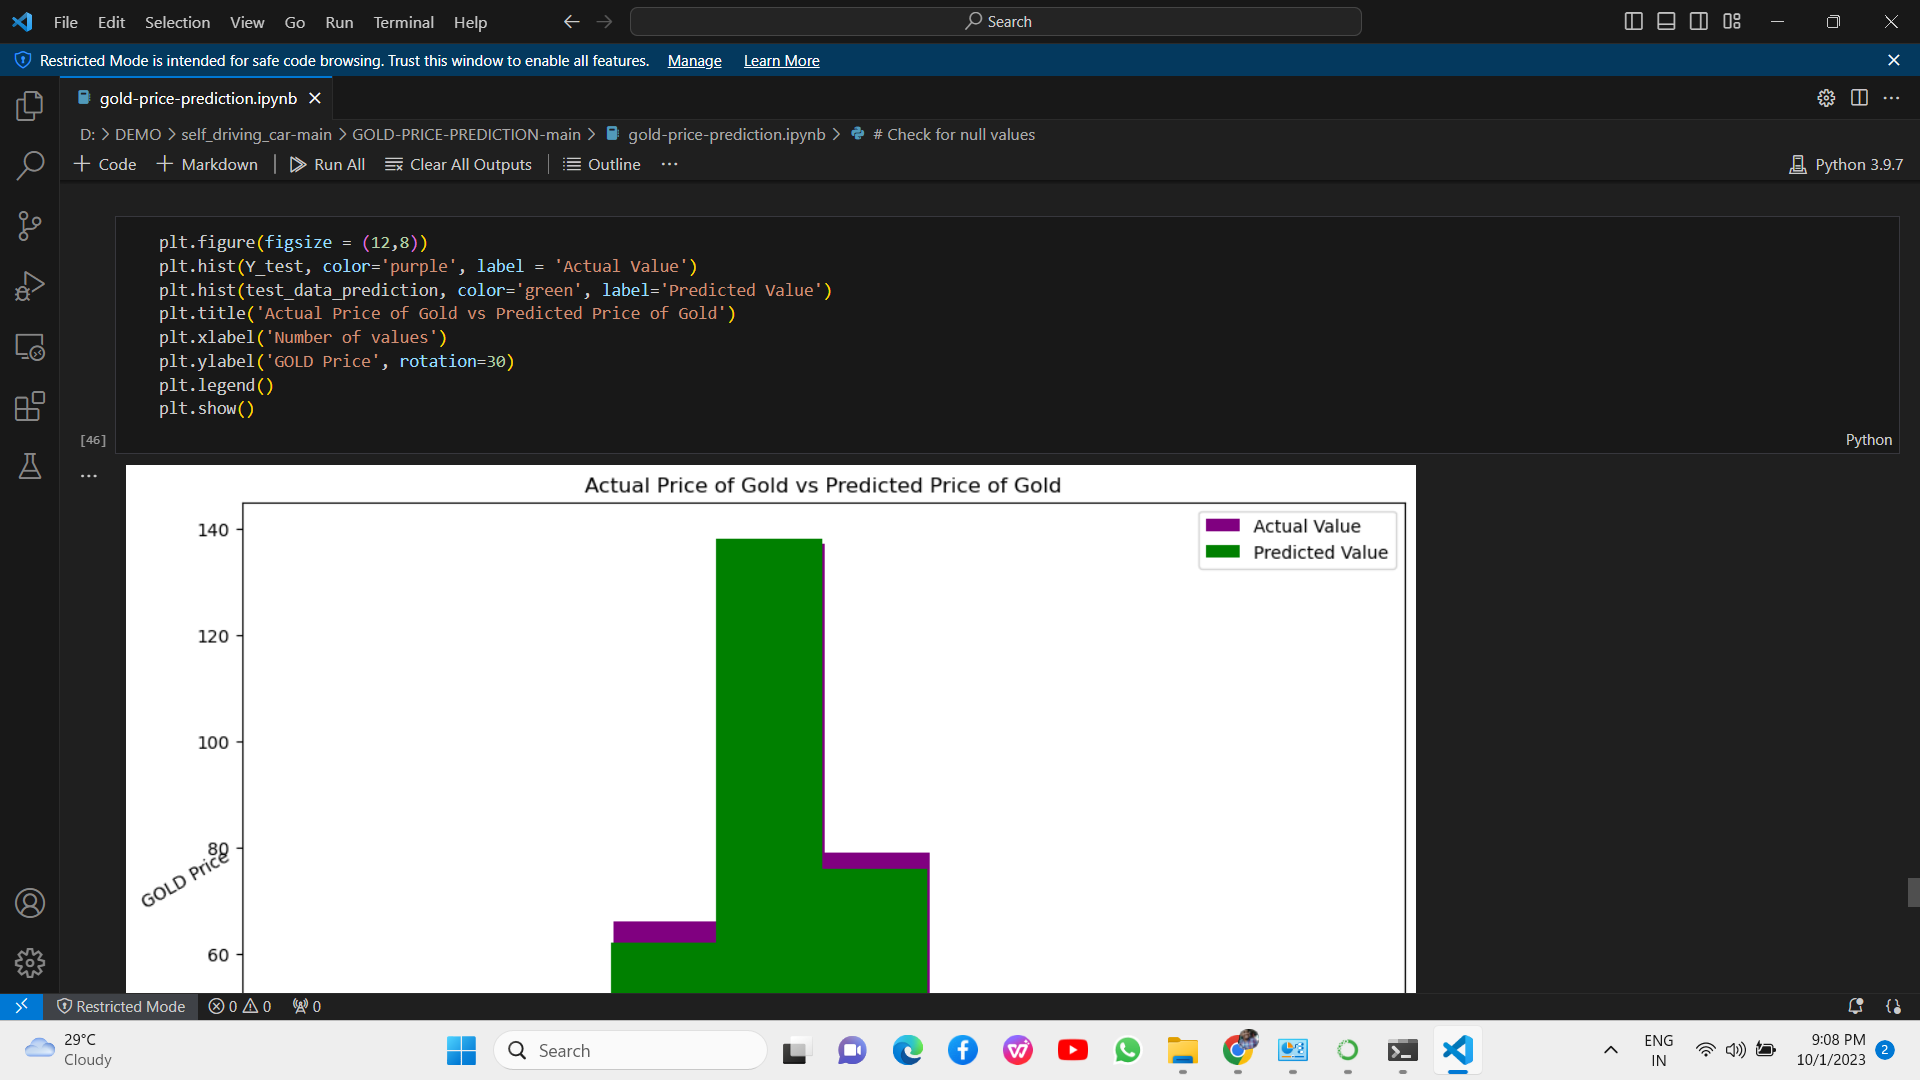 File Edit Selection View Go Run Terminal Help
Search
Restricted Mode is intended for safe code browsing. Trust this window to enable all features. Manage Learn More
gold-price-prediction.ipynb
D: > DEMO > self_driving_car-main > GOLD-PRICE-PREDICTION-main > gold-price-prediction.ipynb > # Check for null values
+ Code + Markdown | Run All Clear All Outputs | Outline ...
Python 3.9.7
plt.figure(figsize = (12,8))
plt.hist(Y_test, color='purple', label = 'Actual Value')
plt.hist(test_data_prediction, color='green', label='Predicted Value')
plt.title('Actual Price of Gold vs Predicted Price of Gold')
plt.xlabel('Number of values')
plt.ylabel('GOLD Price', rotation=30)
plt.legend()
plt.show()
[46]
Python
...
Actual Price of Gold vs Predicted Price of Gold
Actual Value
Predicted Value
140
120
100
80
60
GOLD Price
Restricted Mode 0 0 0
29°C
Cloudy
Search
ENG
IN
9:08 PM
10/1/2023
2